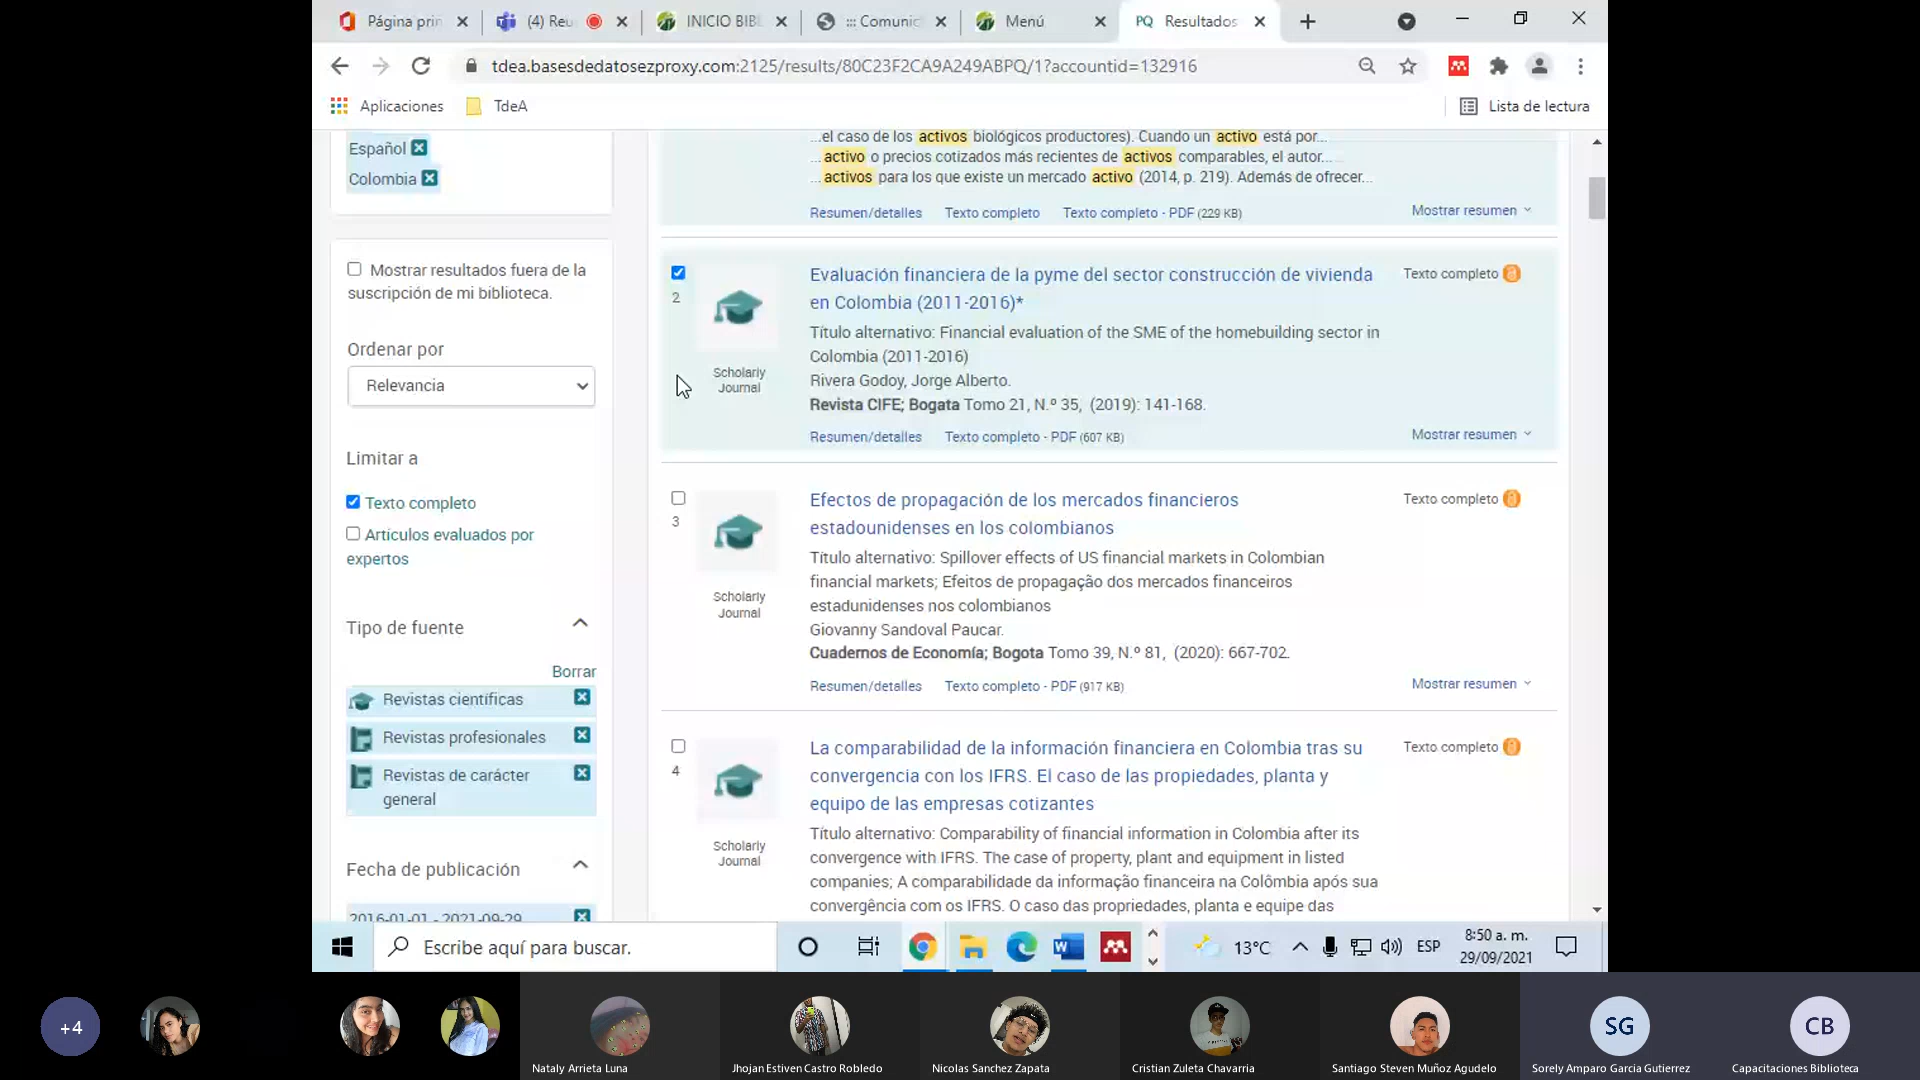 Página prin
(4) Reu
INICIO BIBL
::: Comunic
Menú
PQ Resultados
tdea.basesdedatosezproxy.com:2125/results/80C23F2CA9A249ABPQ/1?accountid=132916
Aplicaciones
TdeA
Lista de lectura
Español
Colombia
Mostrar resultados fuera de la
suscripción de mi biblioteca.
Ordenar por
Relevancia
Limitar a
Texto completo
Artículos evaluados por
expertos
Tipo de fuente
Borrar
Revistas científicas
Revistas profesionales
Revistas de carácter
general
Fecha de publicación
2016-01-01 - 2021-09-29
...el caso de los activos biológicos productores). Cuando un activo está por...
...activo o precios cotizados más recientes de activos comparables, el autor...
...activos para los que existe un mercado activo (2014, p. 219). Además de ofrecer...
Resumen/detalles Texto completo Texto completo - PDF (229 KB) Mostrar resumen
2
Scholarly
Journal
Evaluación financiera de la pyme del sector construcción de vivienda
en Colombia (2011-2016)*
Texto completo
Título alternativo: Financial evaluation of the SME of the homebuilding sector in
Colombia (2011-2016)
Rivera Godoy, Jorge Alberto.
Revista CIFE; Bogata Tomo 21, N.º 35, (2019): 141-168.
Resumen/detalles Texto completo - PDF (607 KB) Mostrar resumen
3
Scholarly
Journal
Efectos de propagación de los mercados financieros
estadounidenses en los colombianos
Texto completo
Título alternativo: Spillover effects of US financial markets in Colombian
financial markets; Efeitos de propagação dos mercados financeiros
estadunidenses nos colombianos
Giovanny Sandoval Paucar.
Cuadernos de Economía; Bogota Tomo 39, N.º 81, (2020): 667-702.
Resumen/detalles Texto completo - PDF (917 KB) Mostrar resumen
4
Scholarly
Journal
La comparabilidad de la información financiera en Colombia tras su
convergencia con los IFRS. El caso de las propiedades, planta y
equipo de las empresas cotizantes
Texto completo
Título alternativo: Comparability of financial information in Colombia after its
convergence with IFRS. The case of property, plant and equipment in listed
companies; A comparabilidade da informação financeira na Colômbia após sua
convergência com os IFRS. O caso das propriedades, planta e equipe das
Escribe aquí para buscar.
13°C
ESP
8:50 a. m.
29/09/2021
+4
Nataly Arrieta Luna
Jhojan Estiven Castro Robledo
Nicolas Sanchez Zapata
Cristian Zuleta Chavarria
Santiago Steven Muñoz Agudelo
SG
Sorely Amparo Garcia Gutierrez
CB
Capacitaciones Biblioteca